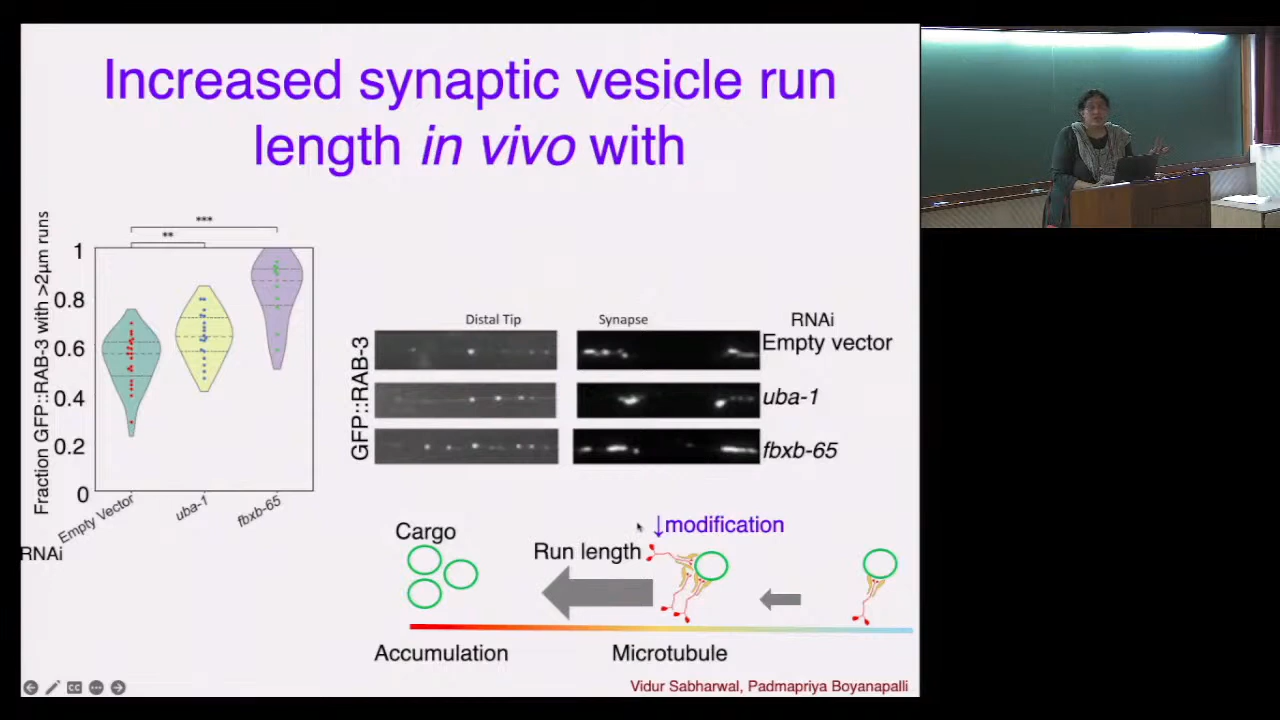 Increased synaptic vesicle run
length in vivo with
Fraction GFP::RAB-3 with >2μm runs
***
**
1
0.8
0.6
0.4
0.2
0
Empty Vector
uba-1
fbxb-65
RNAi
Distal Tip
Synapse
RNAi
GFP::RAB-3
Empty vector
uba-1
fbxb-65
Cargo
↓modification
Run length
Accumulation
Microtubule
CC
Vidur Sabharwal, Padmapriya Boyanapalli